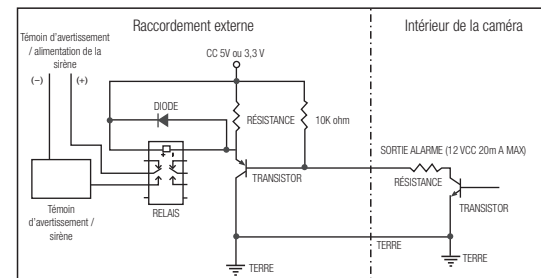 Raccordement externe
Intérieur de la caméra
Témoin d'avertissement
/ alimentation de la
sirène
(−)
(+)
CC 5V ou 3,3 V
DIODE
RÉSISTANCE
10K ohm
SORTIE ALARME (12 VCC 20m A MAX)
RÉSISTANCE
TRANSISTOR
TRANSISTOR
RELAIS
Témoin
d'avertissement /
sirène
TERRE
TERRE
TERRE